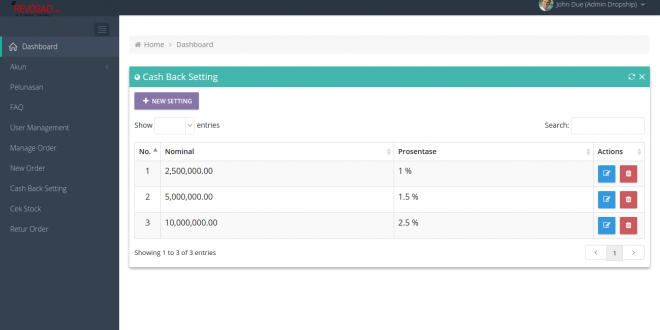 John Due (Admin Dropship)
Dashboard
Akun
Pelunasan
FAQ
User Management
Manage Order
New Order
Cash Back Setting
Cek Stock
Retur Order
Home > Dashboard
Cash Back Setting
+ NEW SETTING
Show entries Search:
No. Nominal Prosentase Actions
1 2,500,000.00 1 %
2 5,000,000.00 1.5 %
3 10,000,000.00 2.5 %
Showing 1 to 3 of 3 entries
< 1 >